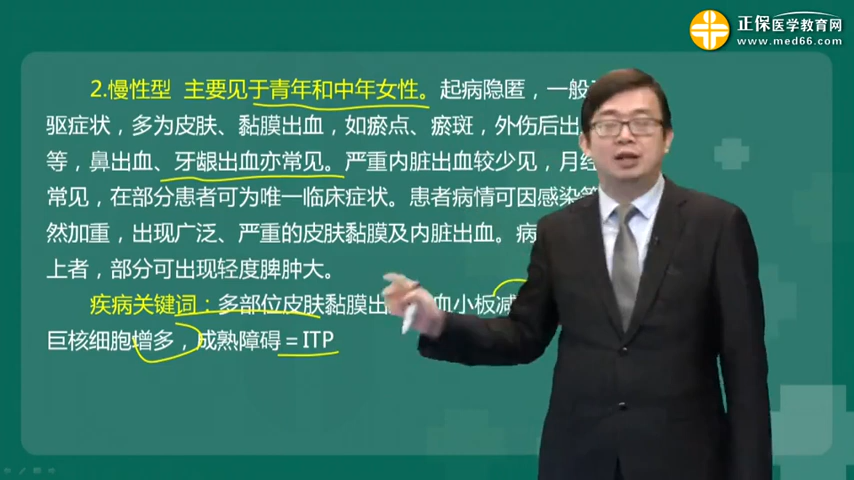 正保医学教育网
www.med66.com
2.慢性型 主要见于青年和中年女性。起病隐匿，一般
驱症状，多为皮肤、黏膜出血，如瘀点、瘀斑，外伤后出
等，鼻出血、牙龈出血亦常见。严重内脏出血较少见，月经
常见，在部分患者可为唯一临床症状。患者病情可因感染等
然加重，出现广泛、严重的皮肤黏膜及内脏出血。病
上者，部分可出现轻度脾肿大。
疾病关键词：多部位皮肤黏膜出 血小板减
巨核细胞增多，成熟障碍＝ITP